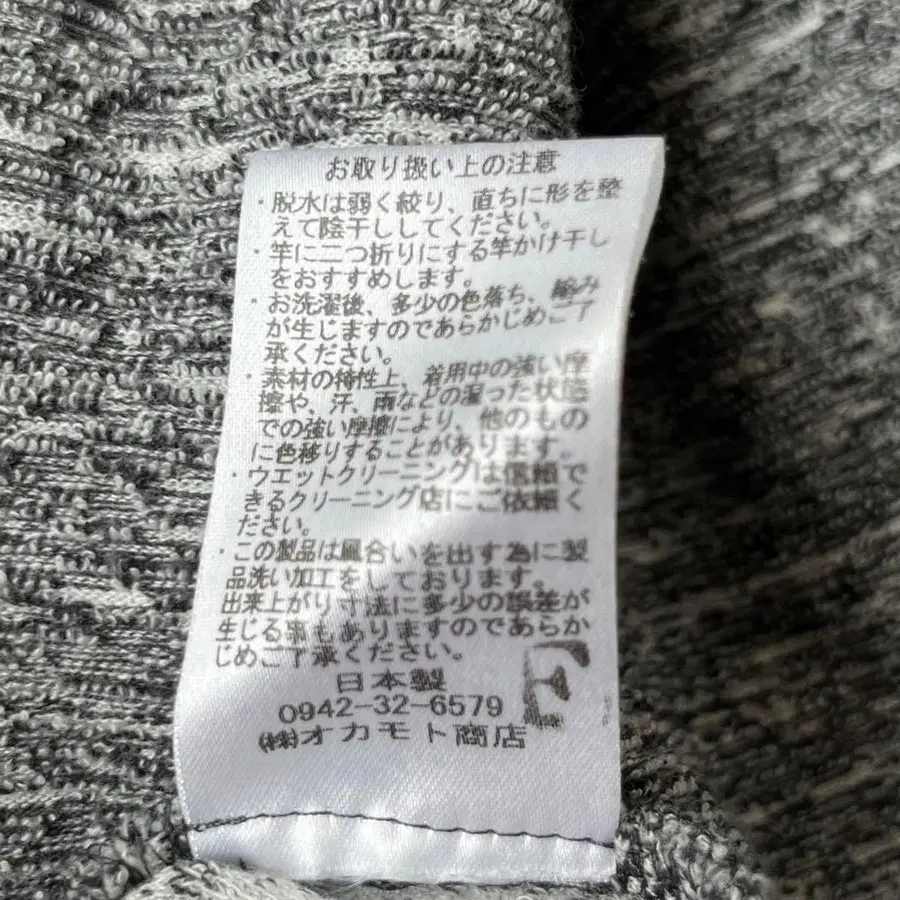 お取り扱い上の注意
・脱水は弱く絞り、直ちに形を整
えて陰干ししてください。
・竿に二つ折りにする竿かけ干し
をおすすめします。
・お洗濯後、多少の色落ち、縮み
が生じますのであらかじめご了
承ください。
・素材の特性上、着用中の強い摩
擦や、汗、雨などの湿った状態
での強い摩擦により、他のもの
に色移りすることがあります。
・ウエットクリーニングは信頼で
きるクリーニング店にご依頼く
ださい。
・この製品は風合いを出す為に製
品洗い加工をしております。
出来上がり寸法に多少の誤差が
生じる事もありますのであらか
じめご了承ください。
日本製
0942-32-6579
㈱オカモト商店